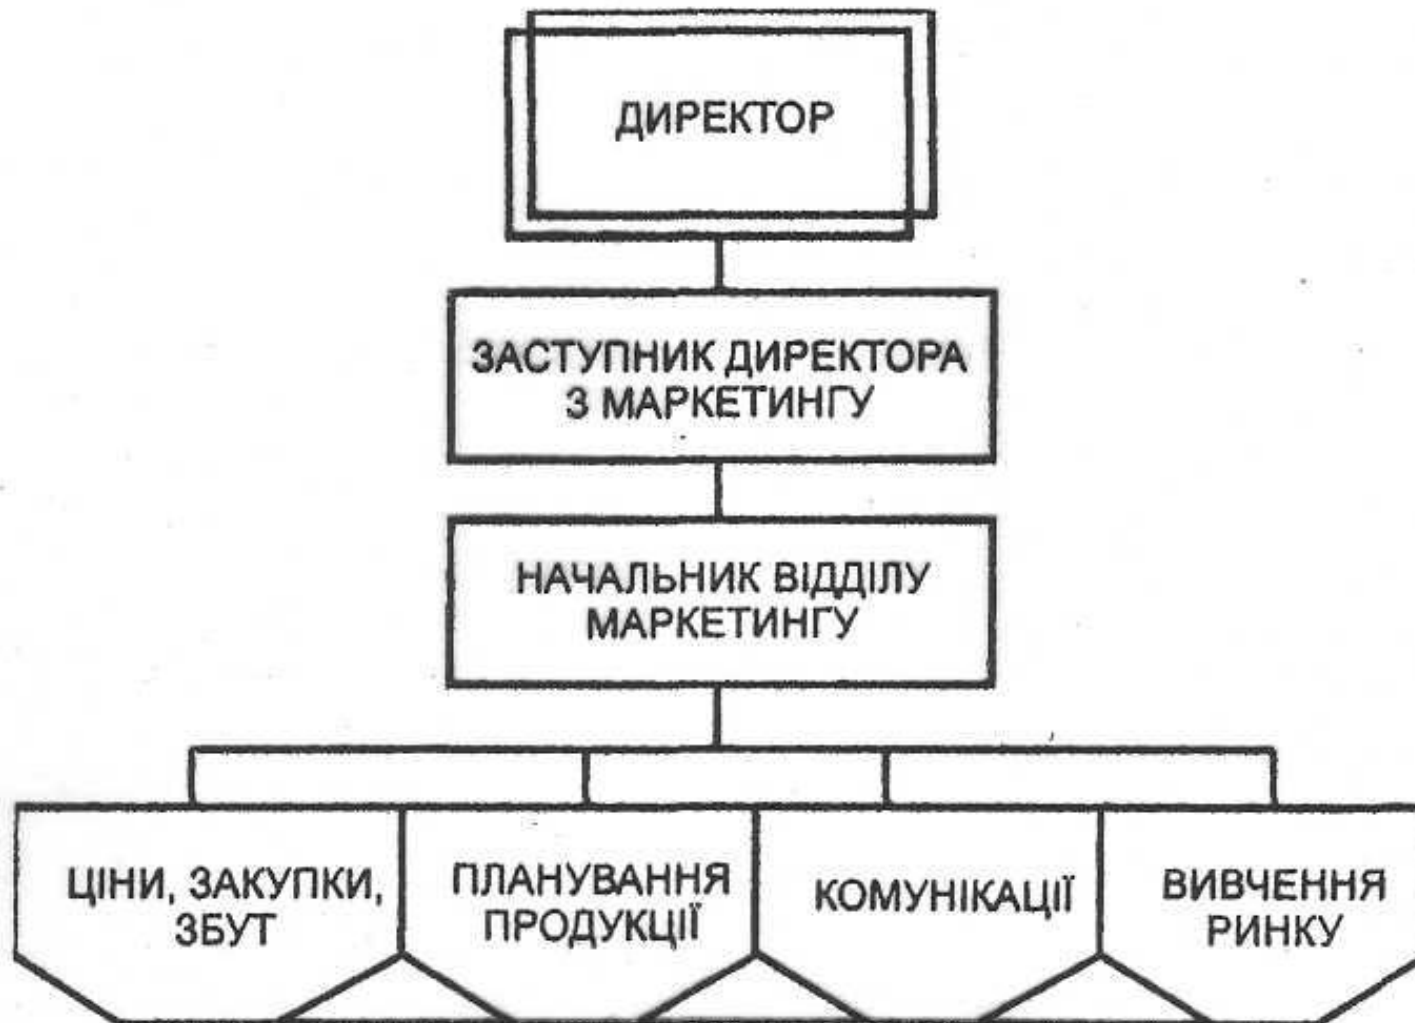 ДИРЕКТОР
ЗАСТУПНИК ДИРЕКТОРА
З МАРКЕТИНГУ
НАЧАЛЬНИК ВІДДІЛУ
МАРКЕТИНГУ
ЦІНИ, ЗАКУПКИ,
ЗБУТ
ПЛАНУВАННЯ
ПРОДУКЦІЇ
КОМУНІКАЦІЇ
ВИВЧЕННЯ
РИНКУ